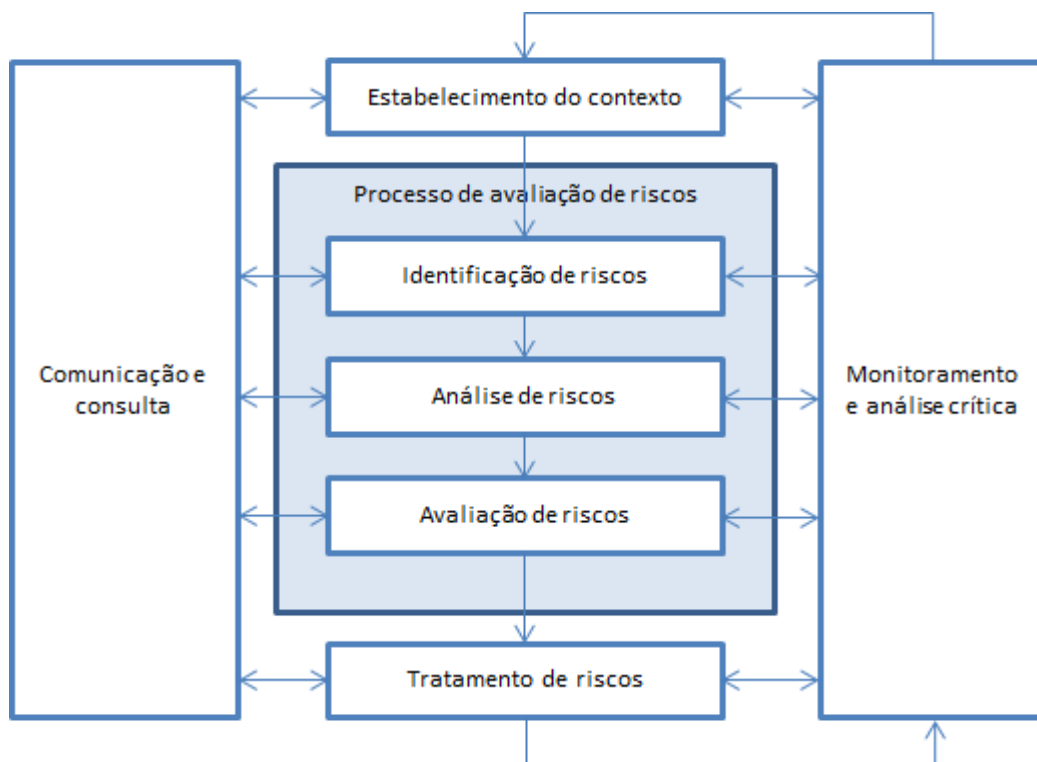 Estabelecimento do contexto
Processo de avaliação de riscos
Identificação de riscos
Comunicação e
consulta
Análise de riscos
Monitoramento
e análise crítica
Avaliação de riscos
Tratamento de riscos